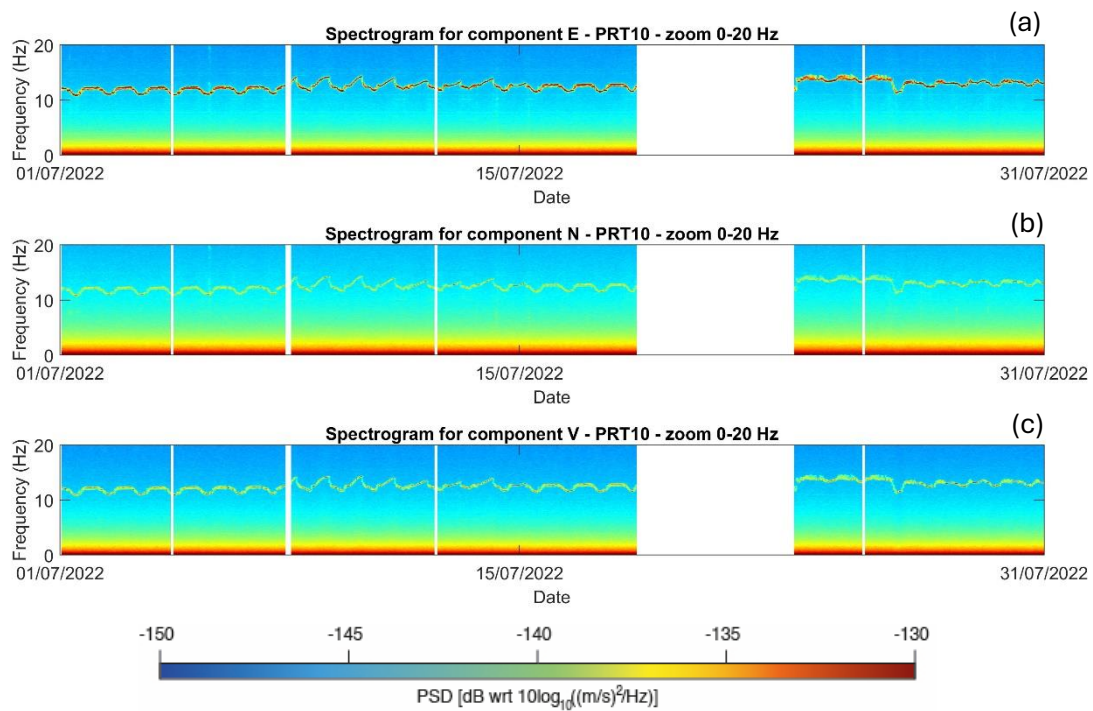 (a)
Spectrogram for component E - PRT10 - zoom 0-20 Hz
Frequency (Hz)
20
10
0
01/07/2022 15/07/2022 31/07/2022
Date
(b)
Spectrogram for component N - PRT10 - zoom 0-20 Hz
Frequency (Hz)
20
10
0
01/07/2022 15/07/2022 31/07/2022
Date
(c)
Spectrogram for component V - PRT10 - zoom 0-20 Hz
Frequency (Hz)
20
10
0
01/07/2022 15/07/2022 31/07/2022
Date
-150 -145 -140 -135 -130
PSD [dB wrt 10log₁₀((m/s)²/Hz)]